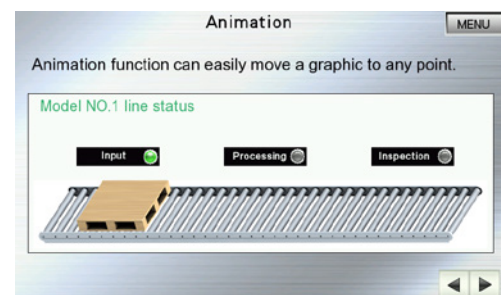 Animation
MENU
Animation function can easily move a graphic to any point.
Model NO.1 line status
Input
Processing
Inspection